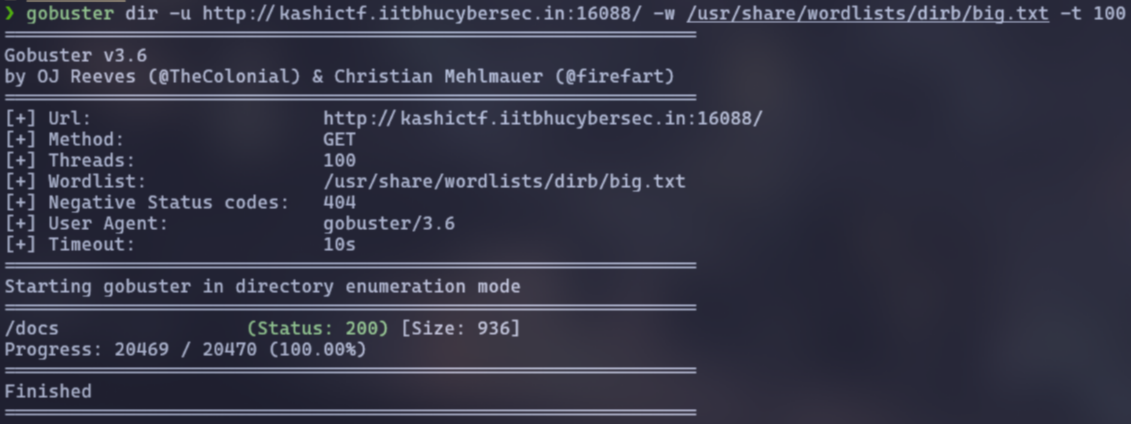 ❯ gobuster dir -u http://kashictf.iitbhucybersec.in:16088/ -w /usr/share/wordlists/dirb/big.txt -t 100
Gobuster v3.6
by OJ Reeves (@TheColonial) & Christian Mehlmauer (@firefart)
[+] Url: http://kashictf.iitbhucybersec.in:16088/
[+] Method: GET
[+] Threads: 100
[+] Wordlist: /usr/share/wordlists/dirb/big.txt
[+] Negative Status codes: 404
[+] User Agent: gobuster/3.6
[+] Timeout: 10s
Starting gobuster in directory enumeration mode
/docs (Status: 200) [Size: 936]
Progress: 20469 / 20470 (100.00%)
Finished